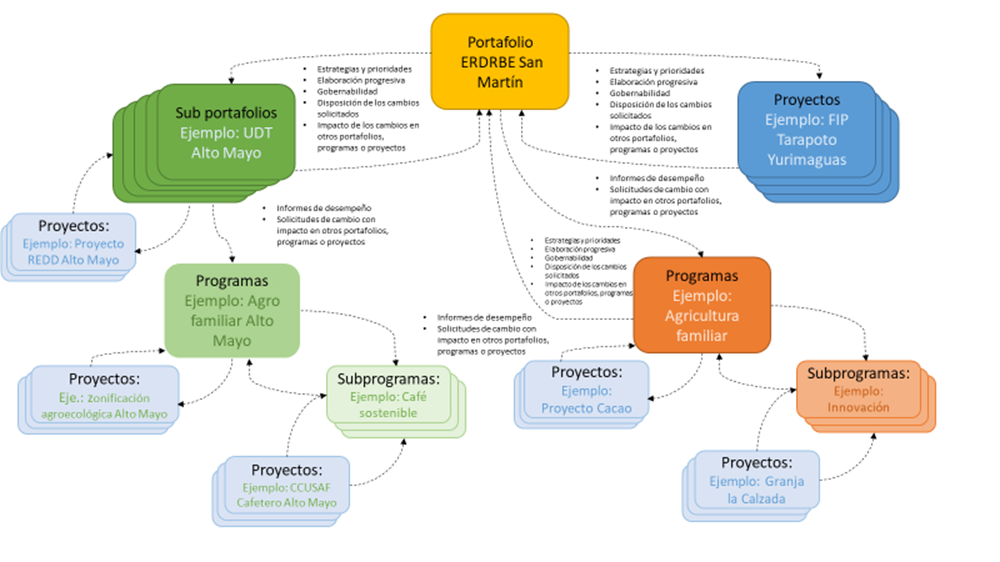 Portafolio
ERDRBE San
Martín
• Estrategias y prioridades
• Elaboración progresiva
• Gobernabilidad
• Disposición de los cambios
solicitados
• Impacto de los cambios en
otros portafolios,
programas o proyectos
• Estrategias y prioridades
• Elaboración progresiva
• Gobernabilidad
• Disposición de los cambios
solicitados
• Impacto de los cambios en
otros portafolios,
programas o proyectos
Sub portafolios
Ejemplo: UDT
Alto Mayo
Proyectos
Ejemplo: FIP
Tarapoto
Yurimaguas
• Informes de desempeño
• Solicitudes de cambio con
impacto en otros portafolios,
programas o proyectos
• Informes de desempeño
• Solicitudes de cambio con
impacto en otros portafolios,
programas o proyectos
Proyectos:
Ejemplo: Proyecto
REDD Alto Mayo
• Estrategias y prioridades
• Elaboración progresiva
• Gobernabilidad
• Disposición de los cambios
solicitados
• Impacto de los cambios en
otros portafolios, programas
o proyectos
Programas
Ejemplo: Agro
familiar Alto
Mayo
Programas
Ejemplo:
Agricultura
familiar
• Informes de desempeño
• Solicitudes de cambio con
impacto en otros portafolios,
programas o proyectos
Proyectos:
Eje.: zonificación
agroecológica Alto Mayo
Subprogramas:
Ejemplo: Café
sostenible
Proyectos:
Ejemplo:
Proyecto Cacao
Subprogramas:
Ejemplo:
Innovación
Proyectos:
Ejemplo: CCUSAF
Cafetero Alto Mayo
Proyectos:
Ejemplo: Granja
la Calzada